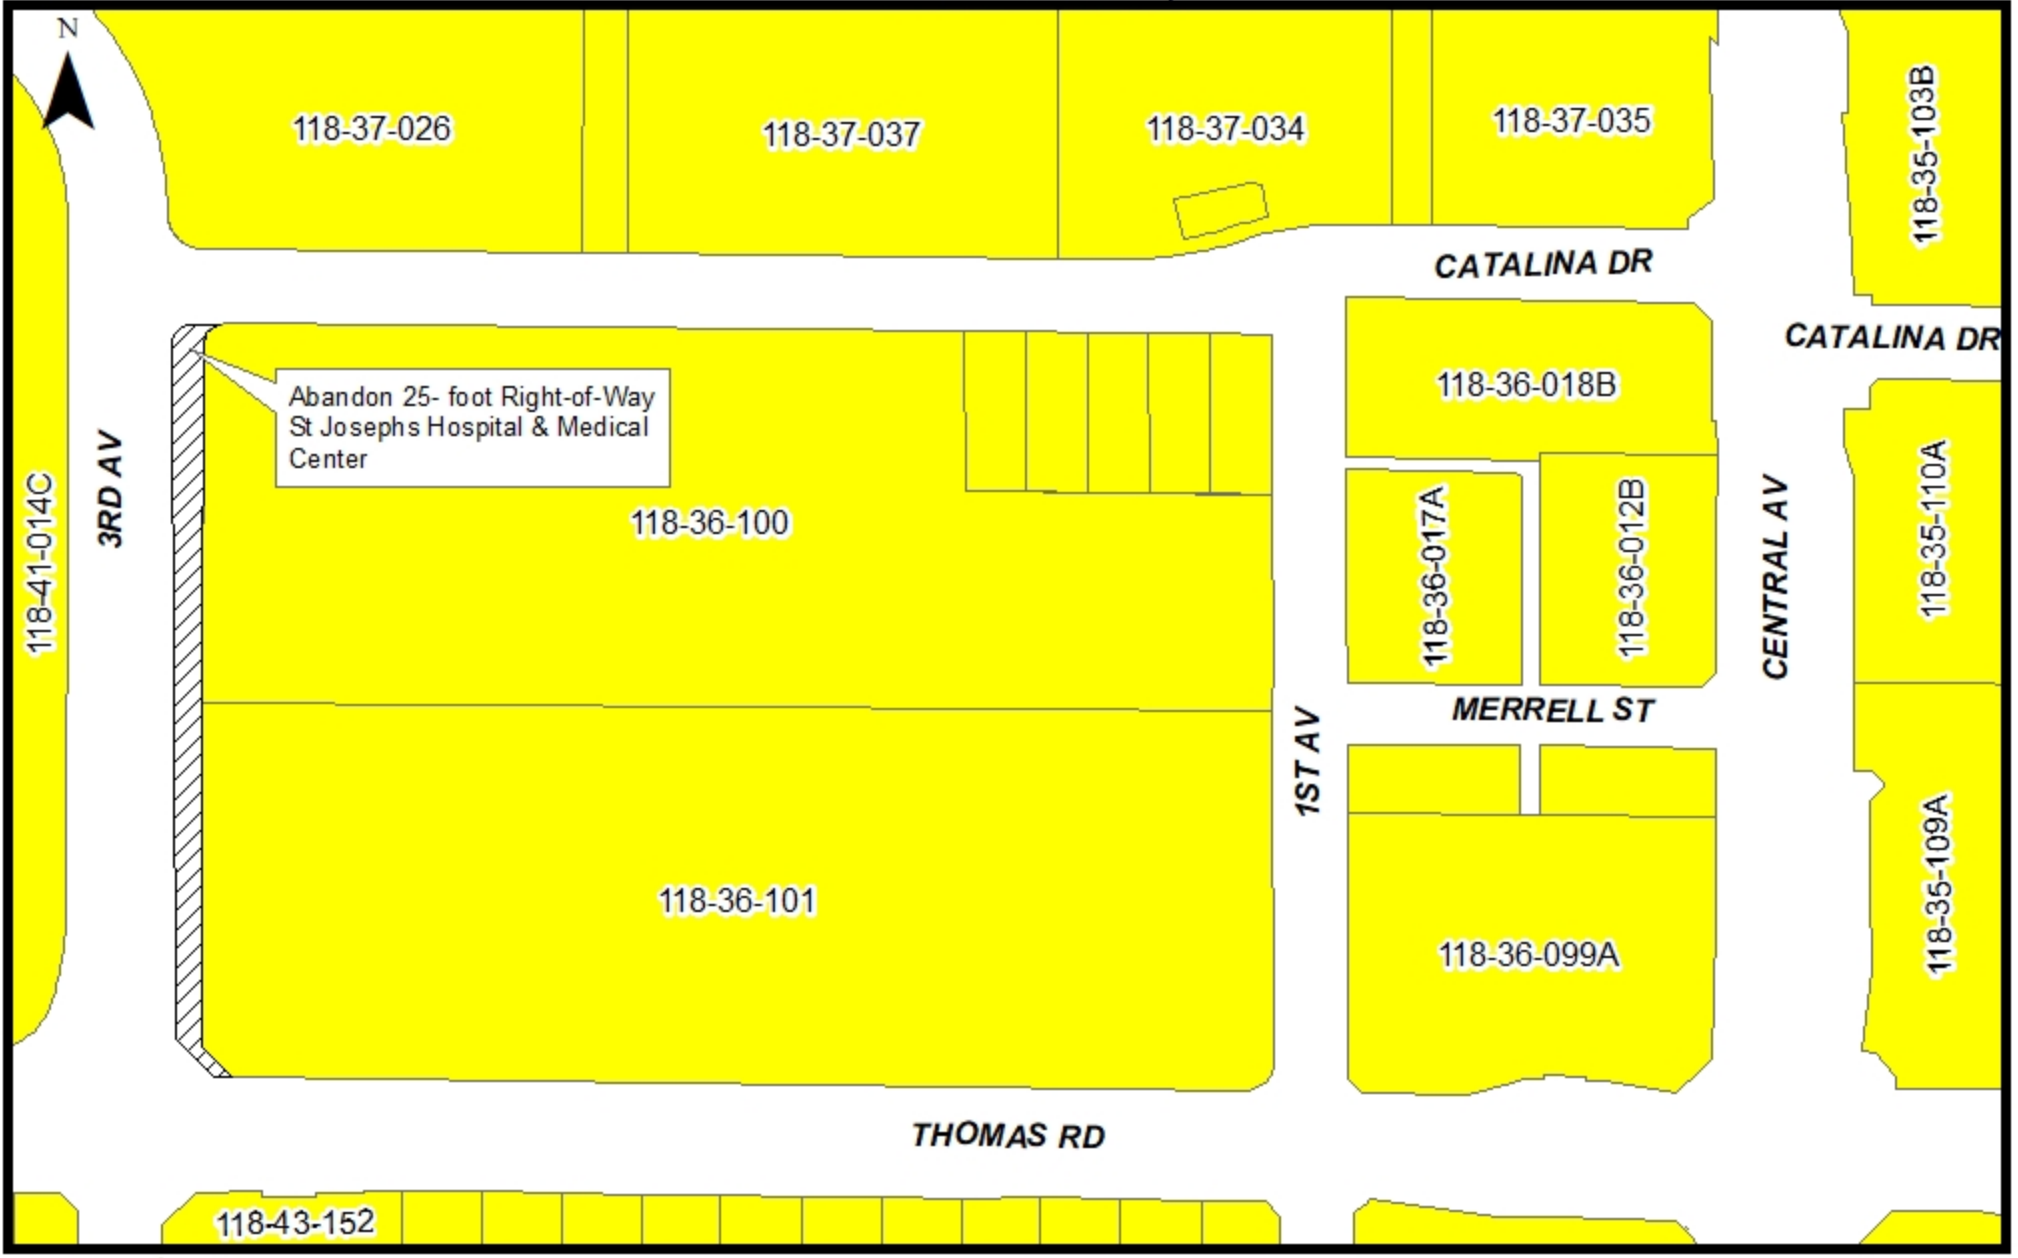 N
118-37-026
118-37-037
118-37-034
118-37-035
118-35-103B
CATALINA DR
CATALINA DR
118-36-018B
Abandon 25- foot Right-of-Way
St Josephs Hospital & Medical
Center
3RD AV
118-41-014C
118-36-100
118-36-017A
118-36-012B
CENTRAL AV
118-35-110A
MERRELL ST
1ST AV
118-36-101
118-36-099A
118-35-109A
THOMAS RD
118-43-152